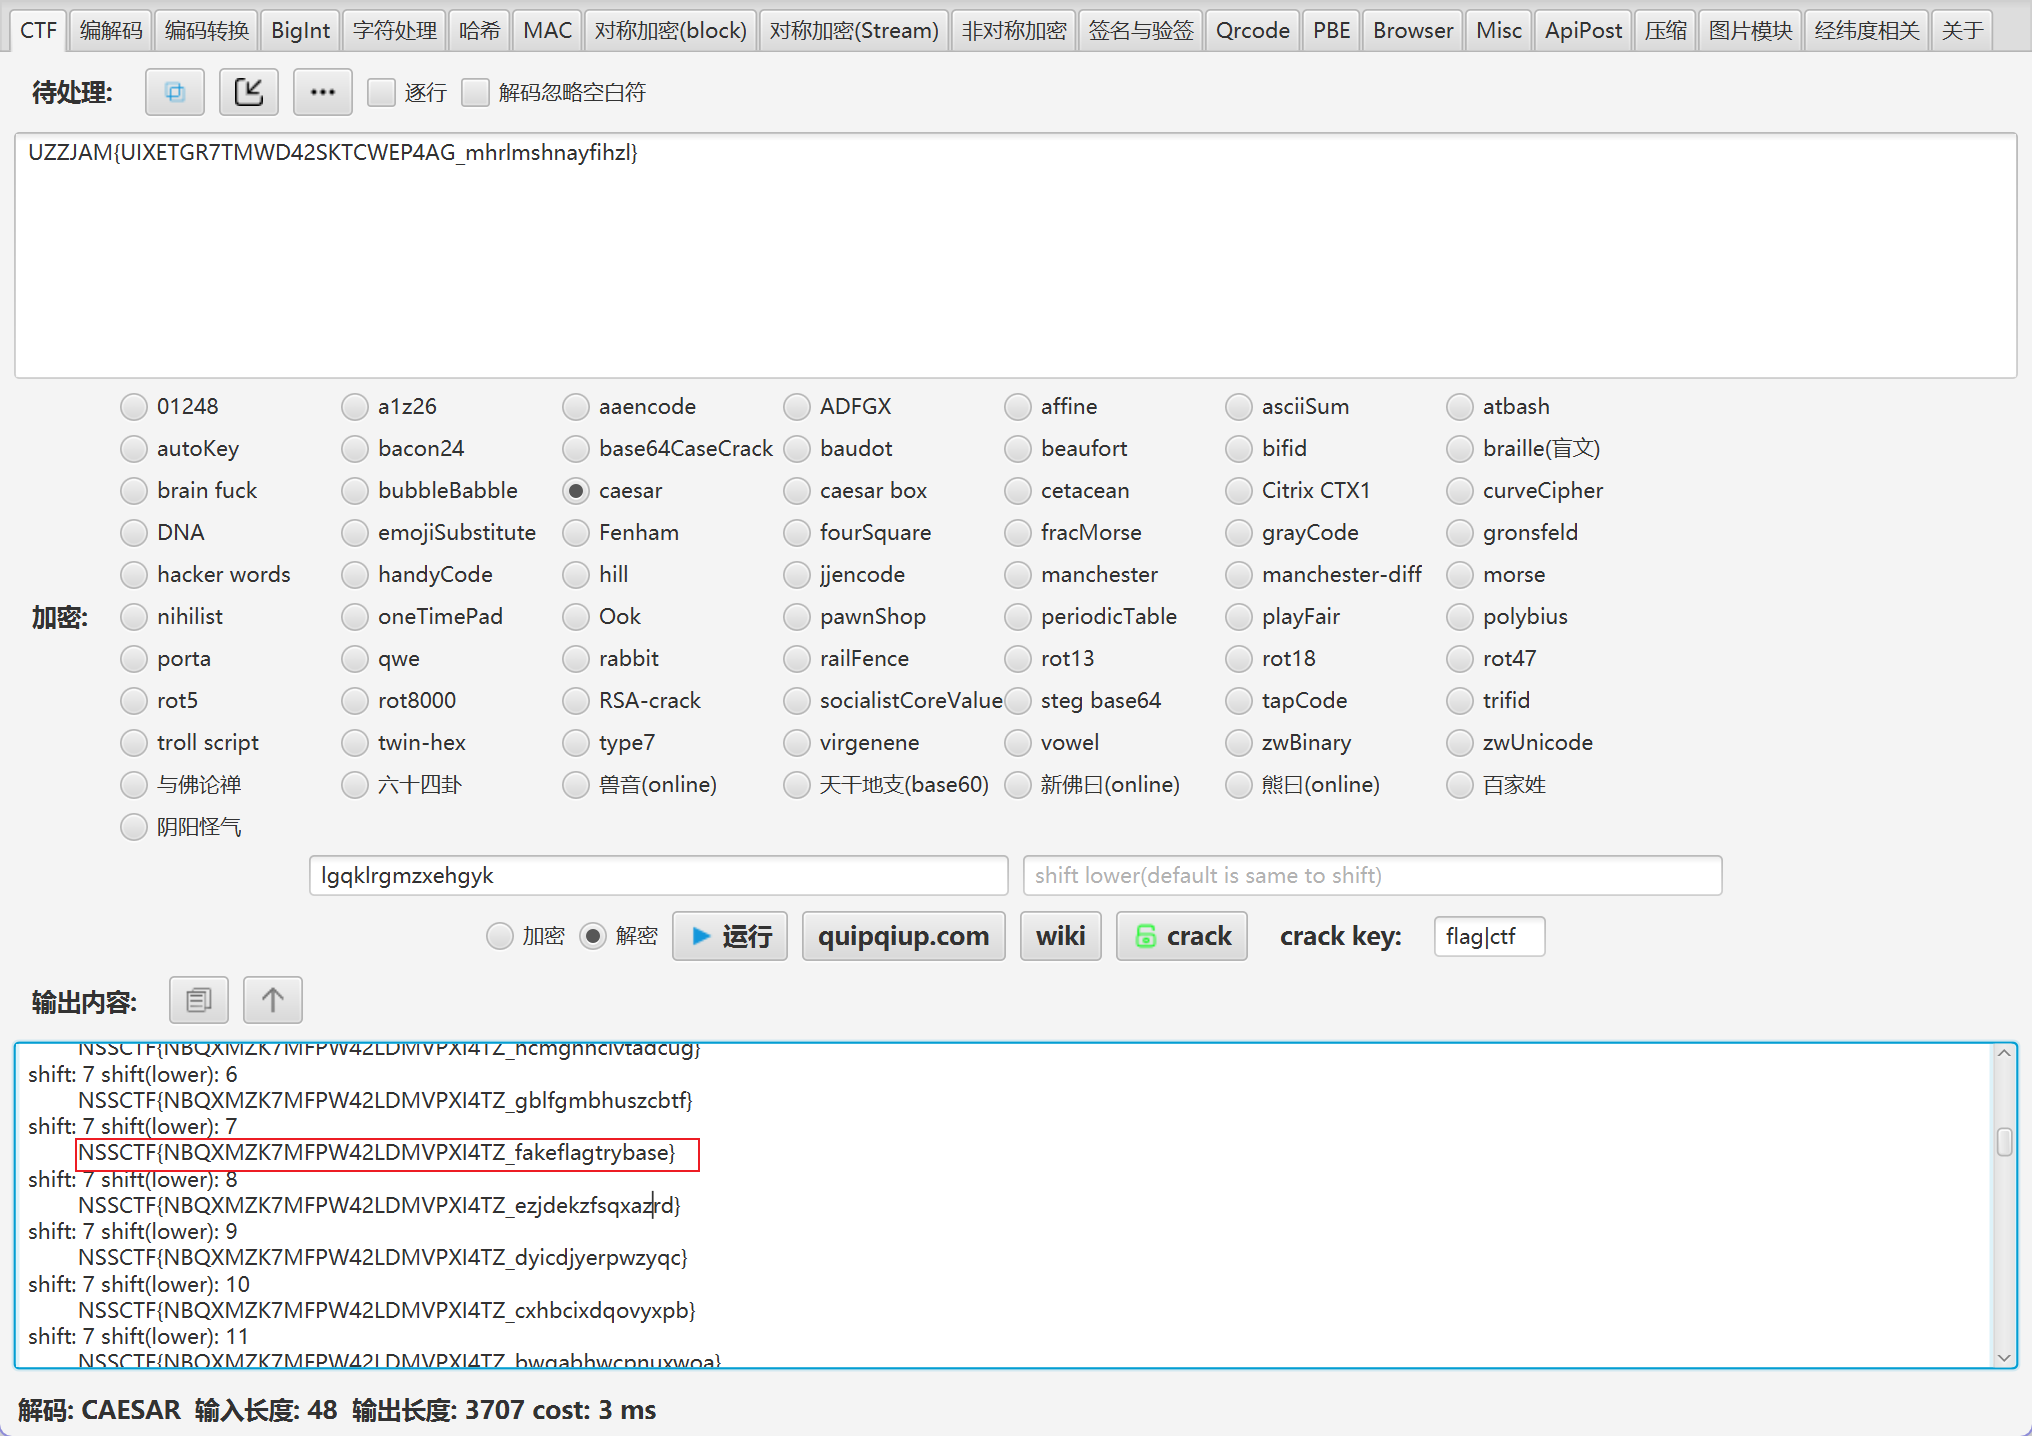 CTF 编解码 编码转换 BigInt 字符处理 哈希 MAC 对称加密(block) 对称加密(Stream) 非对称加密 签名与验签 Qrcode PBE Browser Misc ApiPost 压缩 图片模块 经纬度相关 关于
待处理: 逐行 解码忽略空白符
UZZJAM{UIXETGR7TMWD42SKTCWEP4AG_mhrlmshnayfihzl}
01248 a1z26 aaencode ADFGX affine asciiSum atbash
autoKey bacon24 base64CaseCrack baudot beaufort bifid braille(盲文)
brain fuck bubbleBabble caesar caesar box cetacean Citrix CTX1 curveCipher
DNA emojiSubstitute Fenham fourSquare fracMorse grayCode gronsfeld
hacker words handyCode hill jjencode manchester manchester-diff morse
加密: nihilist oneTimePad Ook pawnShop periodicTable playFair polybius
porta qwe rabbit railFence rot13 rot18 rot47
rot5 rot8000 RSA-crack socialistCoreValue steg base64 tapCode trifid
troll script twin-hex type7 virgenene vowel zwBinary zwUnicode
与佛论禅 六十四卦 兽音(online) 天干地支(base60) 新佛曰(online) 熊曰(online) 百家姓
阴阳怪气
lgqklrgmzxehgyk shift lower(default is same to shift)
加密 解密 运行 quipqiup.com wiki crack crack key: flag|ctf
输出内容:
NSSCTF{NBQXMZK7MFPW42LDMVPXI4TZ_hcmghhcivtadcug}
shift: 7 shift(lower): 6
NSSCTF{NBQXMZK7MFPW42LDMVPXI4TZ_gblfgmbhuszcbtf}
shift: 7 shift(lower): 7
NSSCTF{NBQXMZK7MFPW42LDMVPXI4TZ_fakeflagtrybase}
shift: 7 shift(lower): 8
NSSCTF{NBQXMZK7MFPW42LDMVPXI4TZ_ezjdekzfsqxazrd}
shift: 7 shift(lower): 9
NSSCTF{NBQXMZK7MFPW42LDMVPXI4TZ_dyicdjyerpwzyqc}
shift: 7 shift(lower): 10
NSSCTF{NBQXMZK7MFPW42LDMVPXI4TZ_cxhbcixdqovyxpb}
shift: 7 shift(lower): 11
NSSCTF{NBQXMZK7MFPW42LDMVPXI4TZ_bwgabhwcpnuxwoa}
解码: CAESAR 输入长度: 48 输出长度: 3707 cost: 3 ms